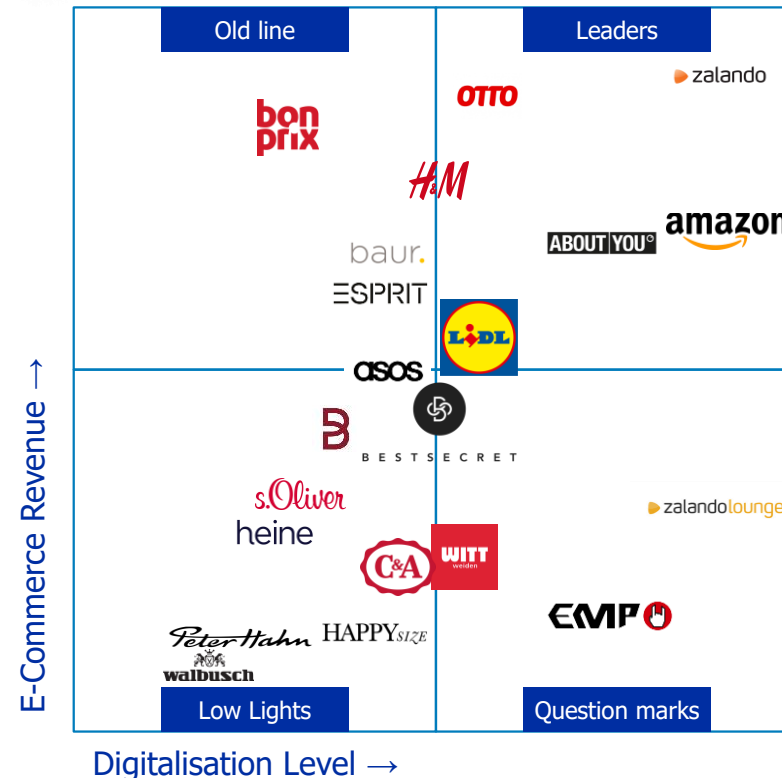 Old line
Leaders
zalando
OTTO
bon
prix
H&M
amazon
ABOUT YOU°
baur.
ESPRIT
LIDL
asos
B
BESTSECRET
s.Oliver
heine
zalandolounge
C&A
WITT
weiden
EMP
Peter Hahn
HAPPYSIZE
walbusch
Low Lights
Question marks
E-Commerce Revenue →
Digitalisation Level →